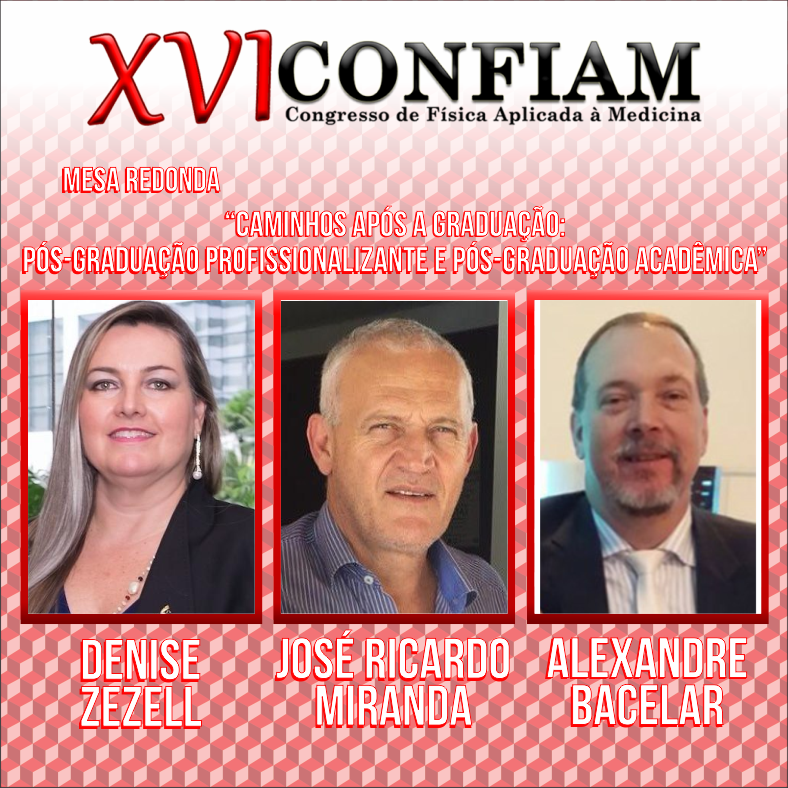 XVI CONFIAM
Congresso de Física Aplicada à Medicina
MESA REDONDA
“CAMINHOS APÓS A GRADUAÇÃO:
PÓS-GRADUAÇÃO PROFISSIONALIZANTE E PÓS-GRADUAÇÃO ACADÊMICA”
DENISE
ZEZELL
JOSÉ RICARDO
MIRANDA
ALEXANDRE
BACELAR